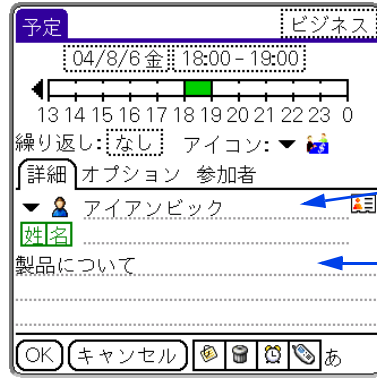 予定 ビジネス
04/8/6 金 18:00 - 19:00
13 14 15 16 17 18 19 20 21 22 23 0
繰り返し: なし アイコン:
詳細 オプション 参加者
アイアンビック
姓 名
製品について
OK キャンセル あ